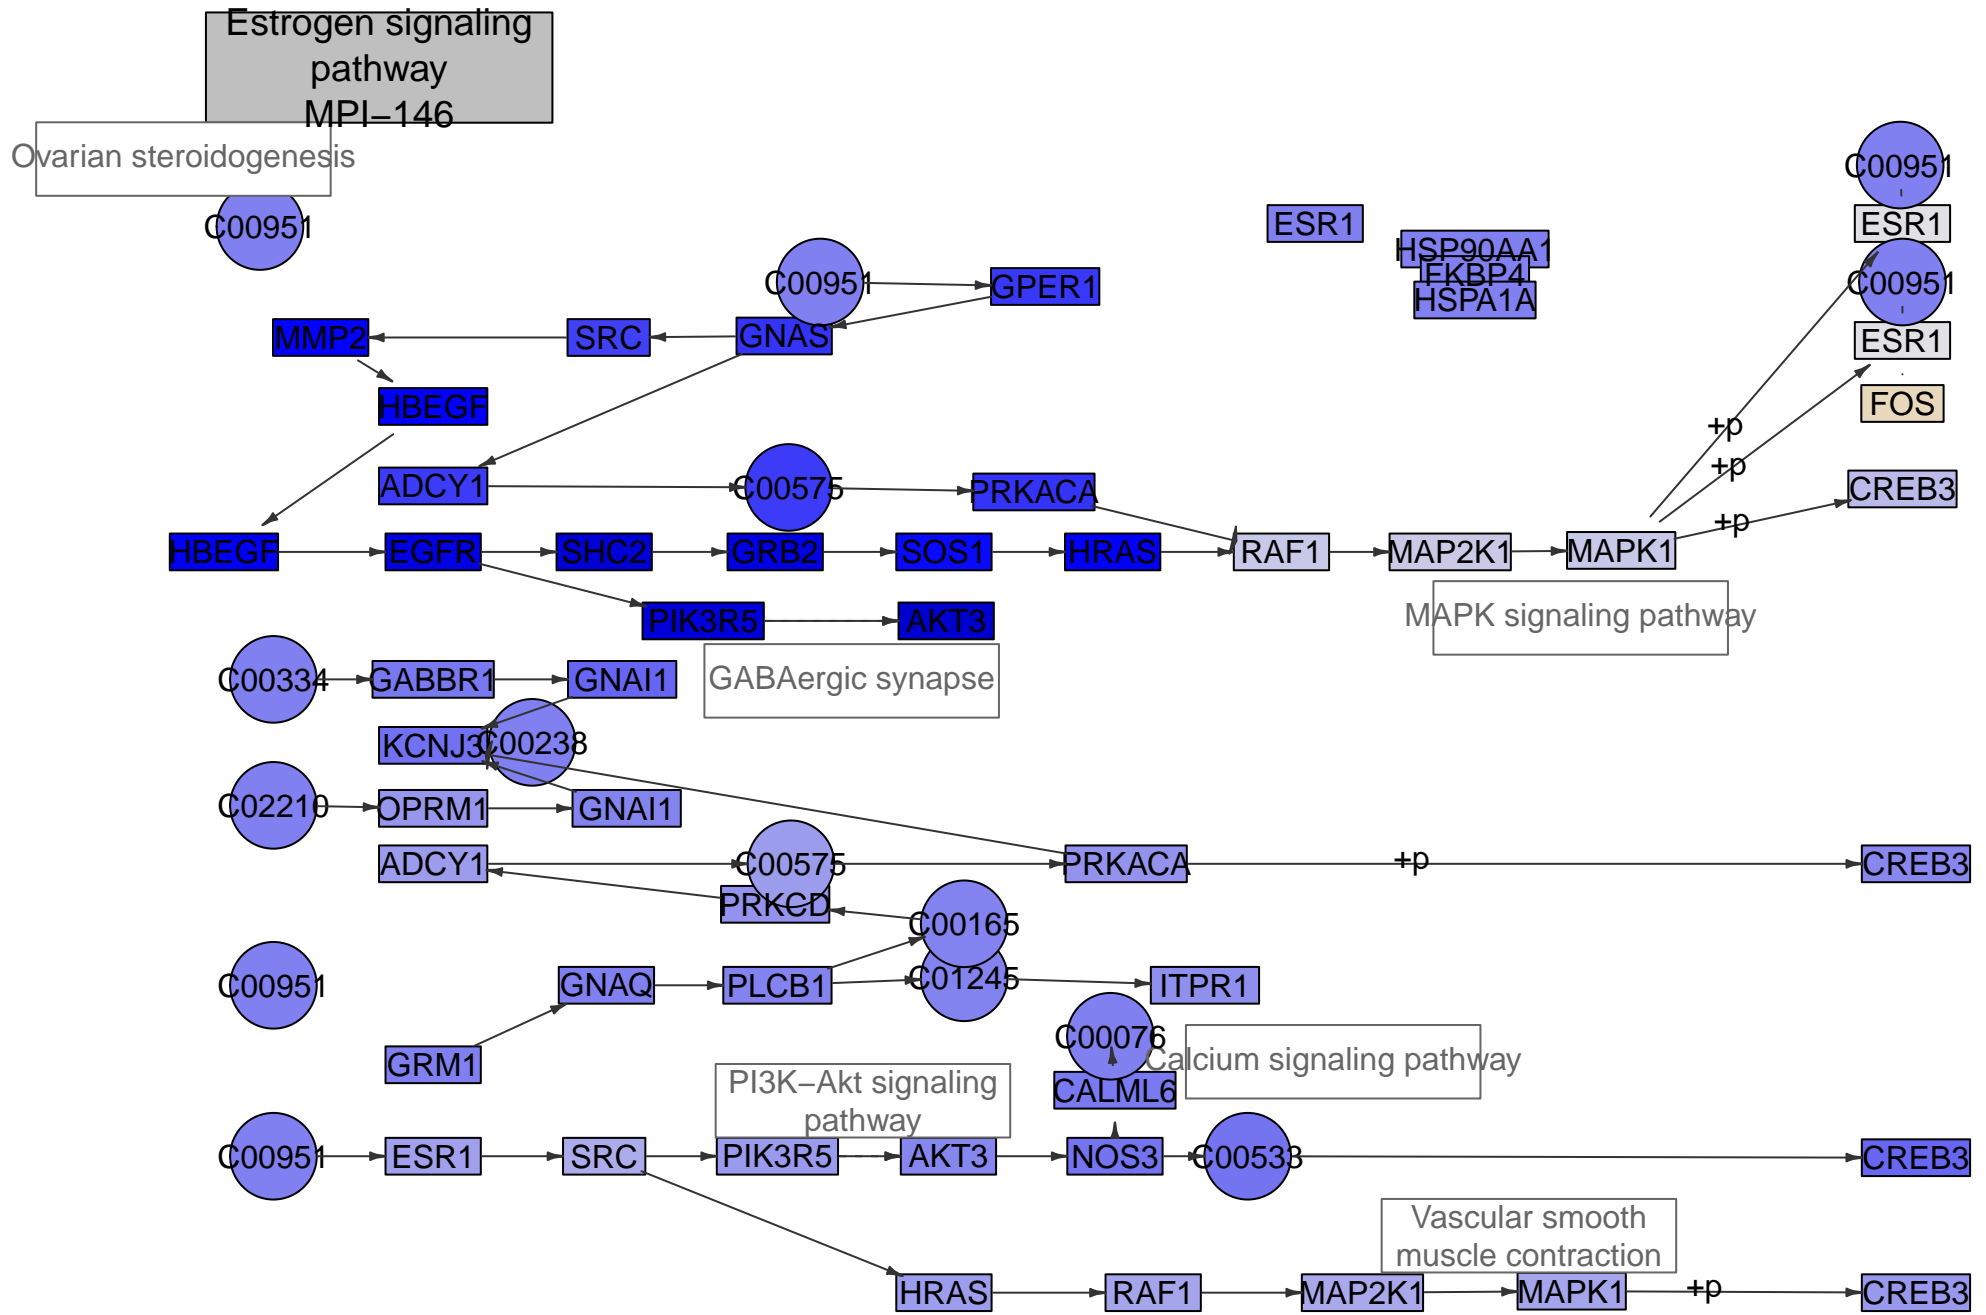 Estrogen signaling
pathway
MPI−146
Ovarian steroidogenesis
C00951
C00951
ESR1
ESR1
C00951
HSP90AA1
FKBP4
HSPA1A
C00951
GPER1
C00951
MMP2
SRC
GNAS
ESR1
HBEGF
FOS
+p
+p
ADCY1
C00575
PRKACA
CREB3
+p
HBEGF
EGFR
SHC2
GRB2
SOS1
HRAS
RAF1
MAP2K1
MAPK1
PIK3R5
AKT3
MAPK signaling pathway
C00334
GABBR1
GNAI1
GABAergic synapse
KCNJ3
C00238
C02210
OPRM1
GNAI1
ADCY1
C00575
PRKACA
+p
CREB3
PRKCD
C00165
C00951
GNAQ
PLCB1
C01245
ITPR1
C00076
Calcium signaling pathway
GRM1
PI3K−Akt signaling
pathway
CALML6
C00951
ESR1
SRC
PIK3R5
AKT3
NOS3
C00533
CREB3
Vascular smooth
muscle contraction
HRAS
RAF1
MAP2K1
MAPK1
+p
CREB3